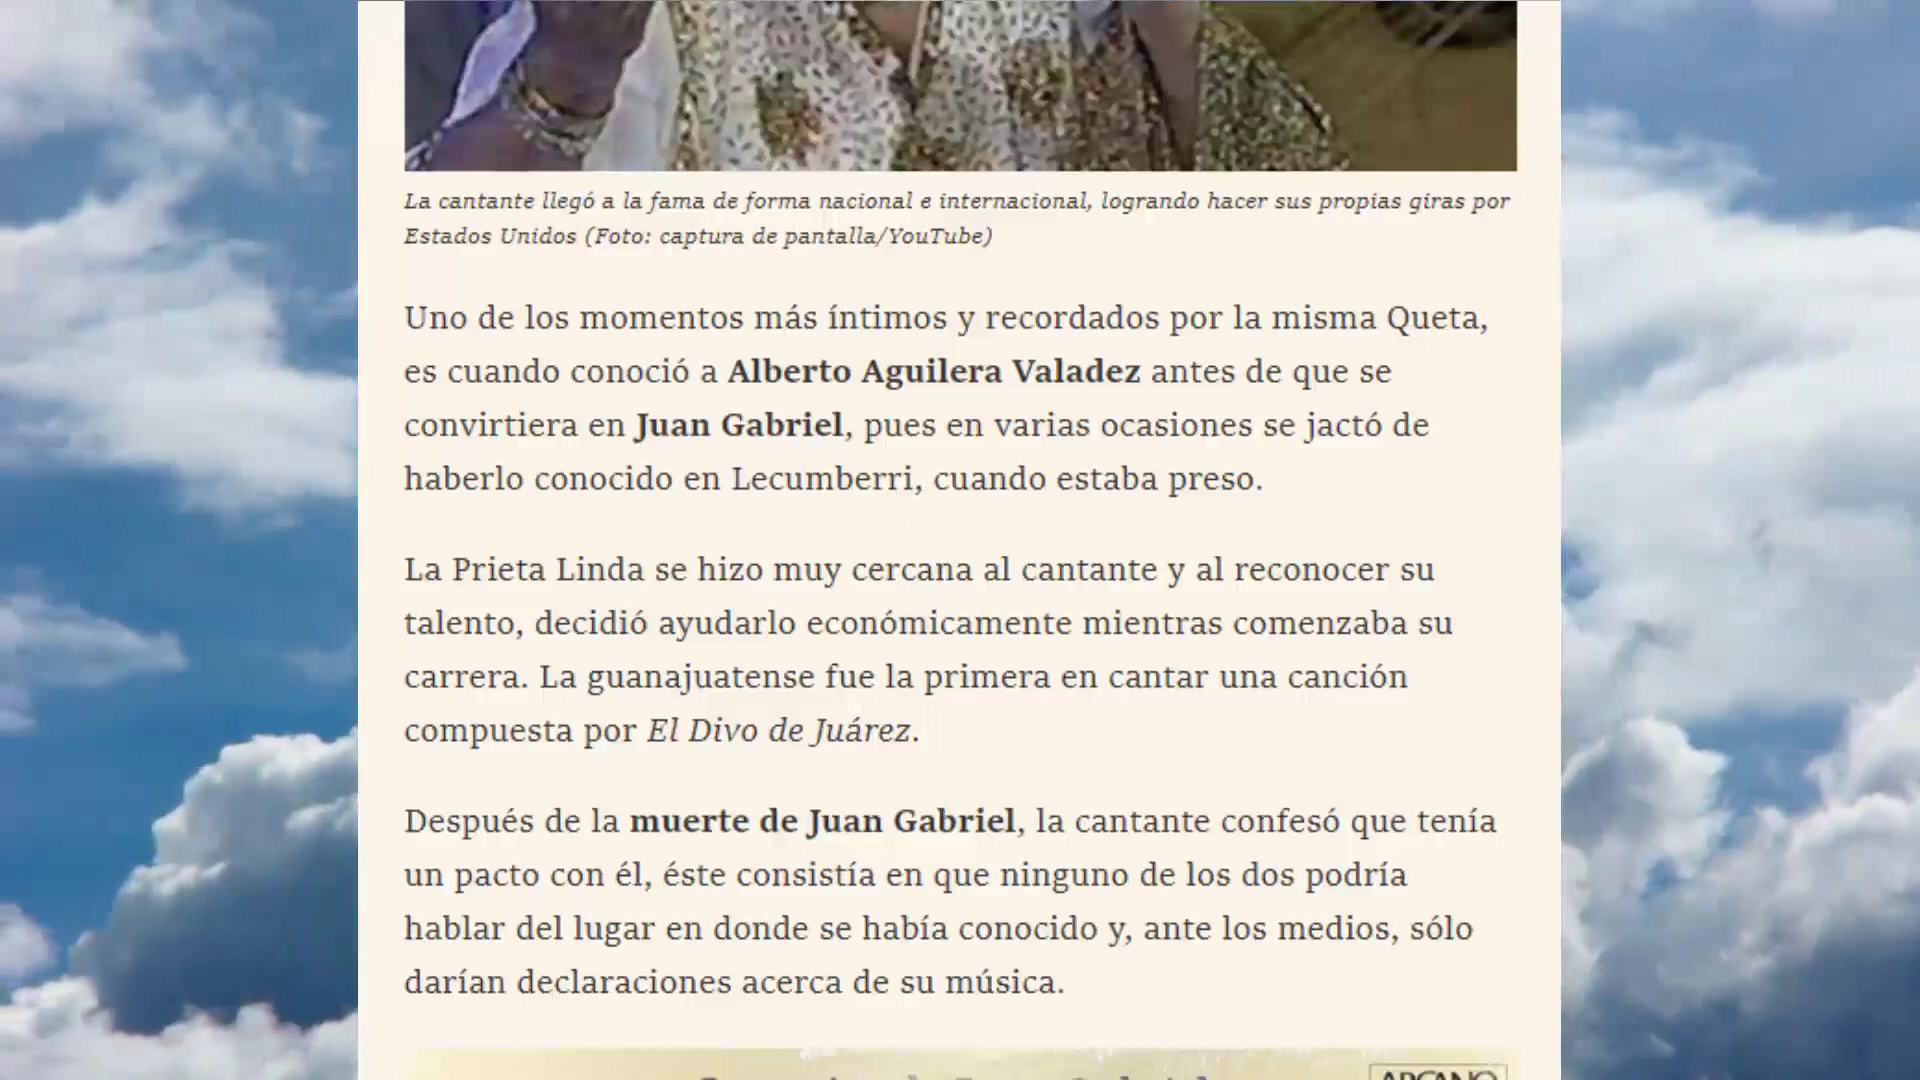 La cantante llegó a la fama de forma nacional e internacional, logrando hacer sus propias giras por
Estados Unidos (Foto: captura de pantalla/YouTube)
Uno de los momentos más íntimos y recordados por la misma Queta,
es cuando conoció a Alberto Aguilera Valadez antes de que se
convirtiera en Juan Gabriel, pues en varias ocasiones se jactó de
haberlo conocido en Lecumberri, cuando estaba preso.
La Prieta Linda se hizo muy cercana al cantante y al reconocer su
talento, decidió ayudarlo económicamente mientras comenzaba su
carrera. La guanajuatense fue la primera en cantar una canción
compuesta por El Divo de Juárez.
Después de la muerte de Juan Gabriel, la cantante confesó que tenía
un pacto con él, éste consistía en que ninguno de los dos podría
hablar del lugar en donde se había conocido y, ante los medios, sólo
darían declaraciones acerca de su música.
ARCANO